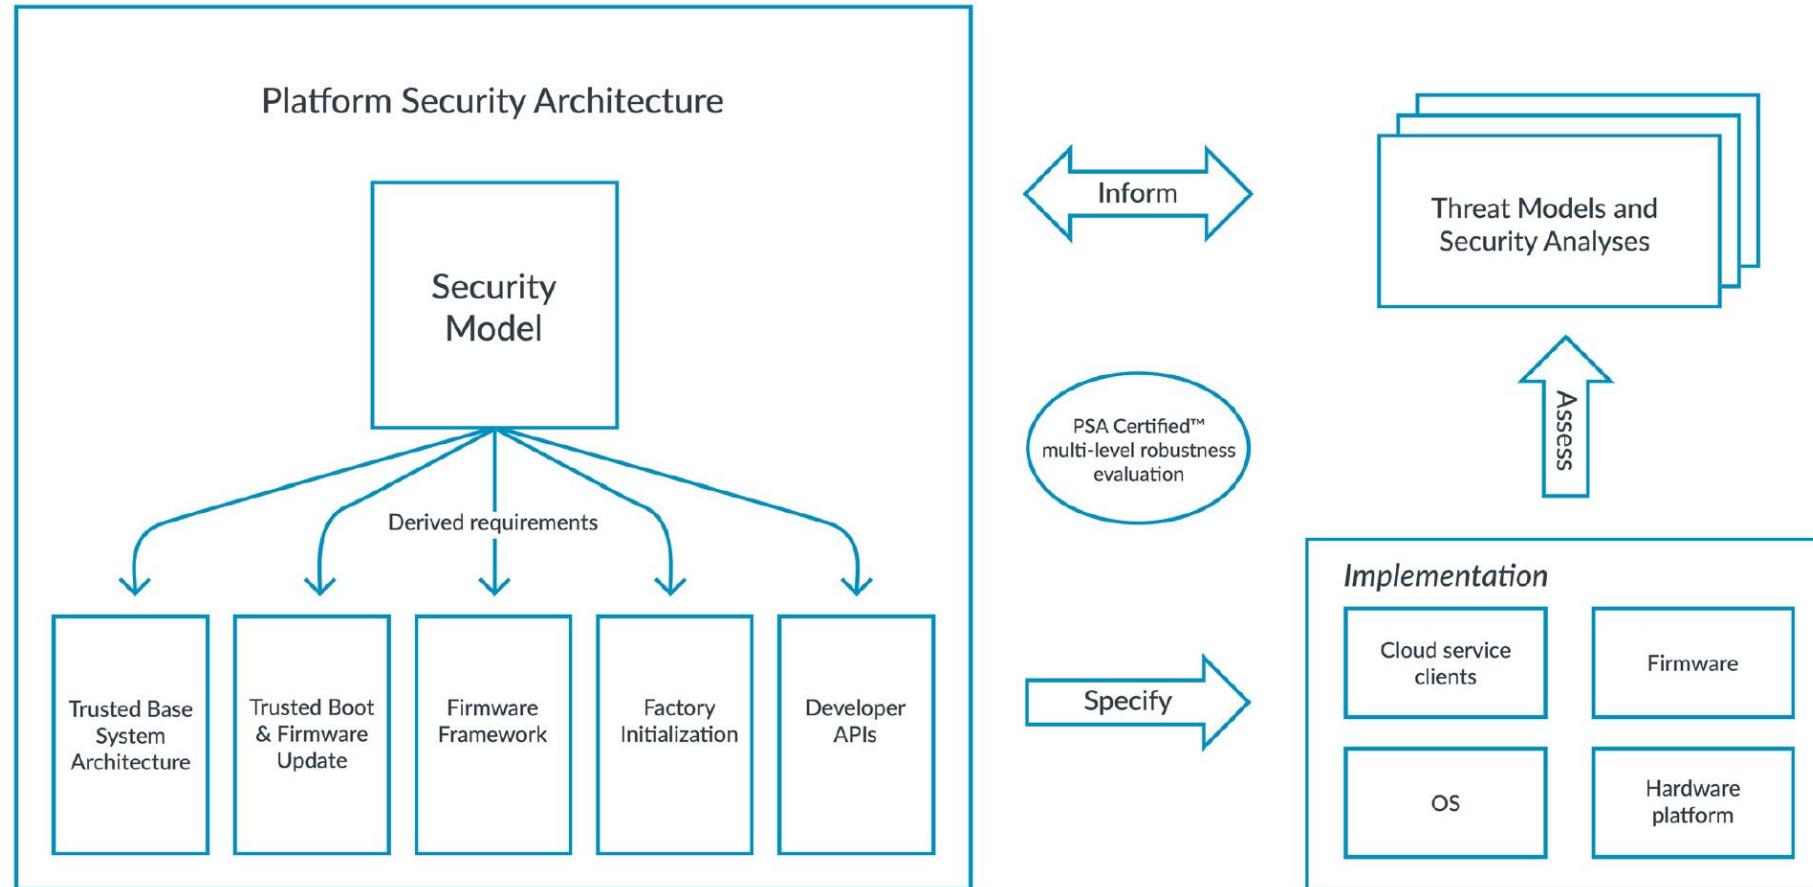 Platform Security Architecture
Security
Model
Derived requirements
Trusted Base
System
Architecture
Trusted Boot
& Firmware
Update
Firmware
Framework
Factory
Initialization
Developer
APIs
Inform
PSA Certified™
multi-level robustness
evaluation
Specify
Threat Models and
Security Analyses
Assess
Implementation
Cloud service
clients
Firmware
OS
Hardware
platform